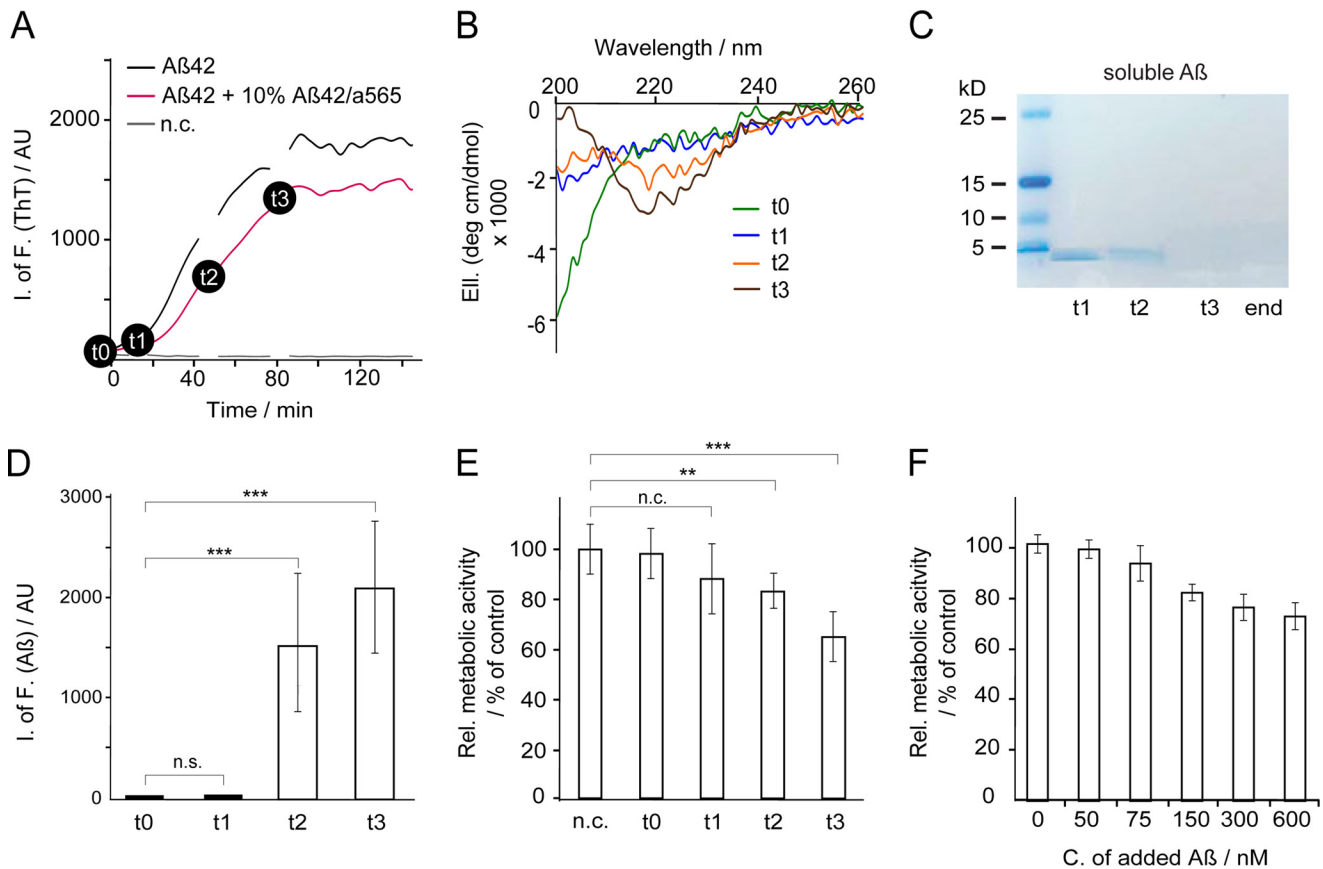 A
Aß42
Aß42 + 10% Aß42/a565
n.c.
I. of F. (ThT) / AU
2000
1000
0
t0
t1
t2
t3
0 40 80 120
Time / min
B
Wavelength / nm
200 220 240 260
0
-2
-4
-6
Ell. (deg cm/dmol)
x 1000
t0
t1
t2
t3
C
soluble Aß
kD
25
15
10
5
t1 t2 t3 end
D
I. of F. (Aß) / AU
3000
2000
1000
0
***
***
n.s.
t0 t1 t2 t3
E
Rel. metabolic acitvity
/ % of control
100
80
60
40
20
0
***
**
n.c.
n.c. t0 t1 t2 t3
F
Rel. metabolic activity
/ % of control
100
80
60
40
20
0
0 50 75 150 300 600
C. of added Aß / nM